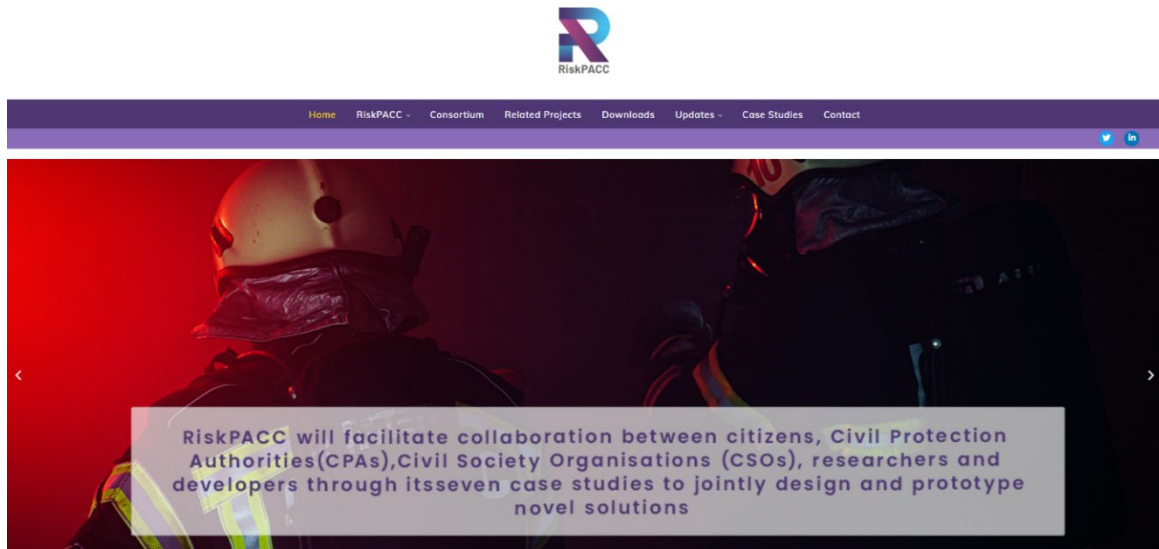 RiskPACC
Home RiskPACC Consortium Related Projects Downloads Updates Case Studies Contact
in
10
RiskPACC will facilitate collaboration between citizens, Civil Protection
Authorities(CPAs),Civil Society Organisations (CSOs), researchers and
developers through itsseven case studies to jointly design and prototype
novel solutions